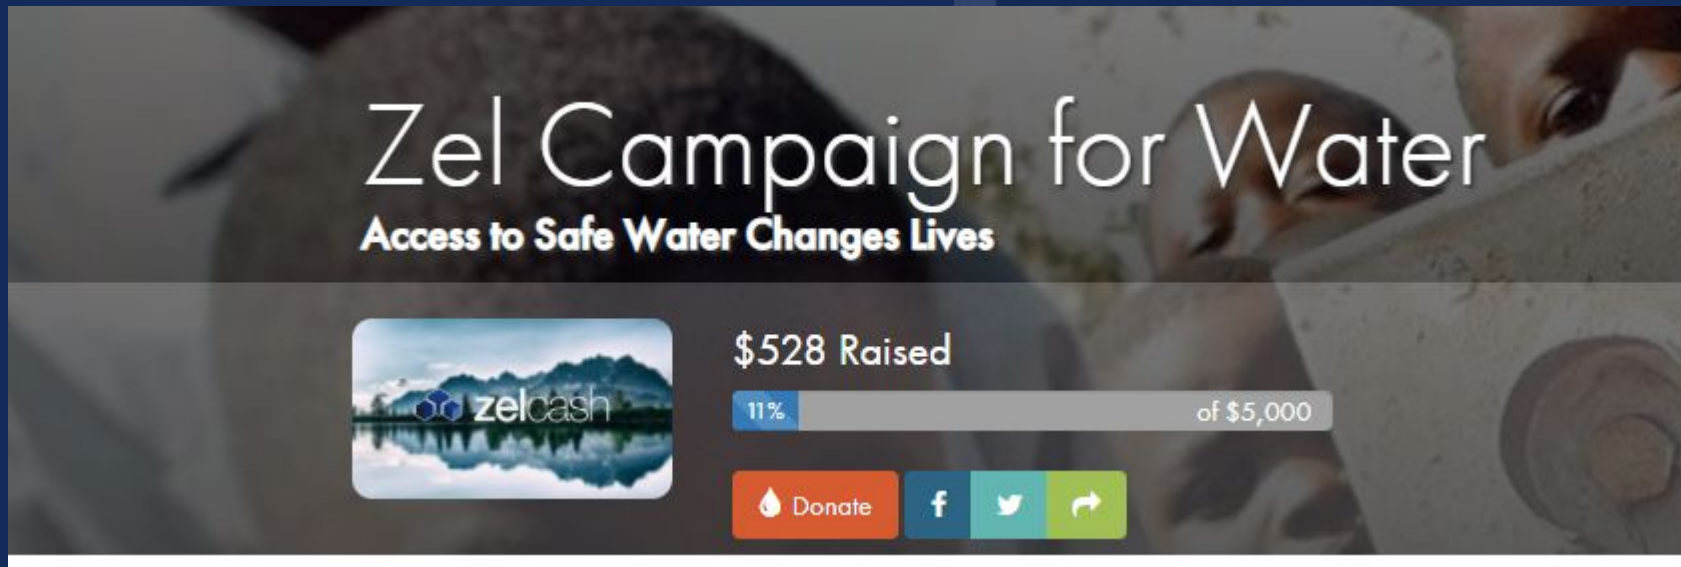 Zel Campaign for Water
Access to Safe Water Changes Lives
zelcash
$528 Raised
11%
of $5,000
Donate